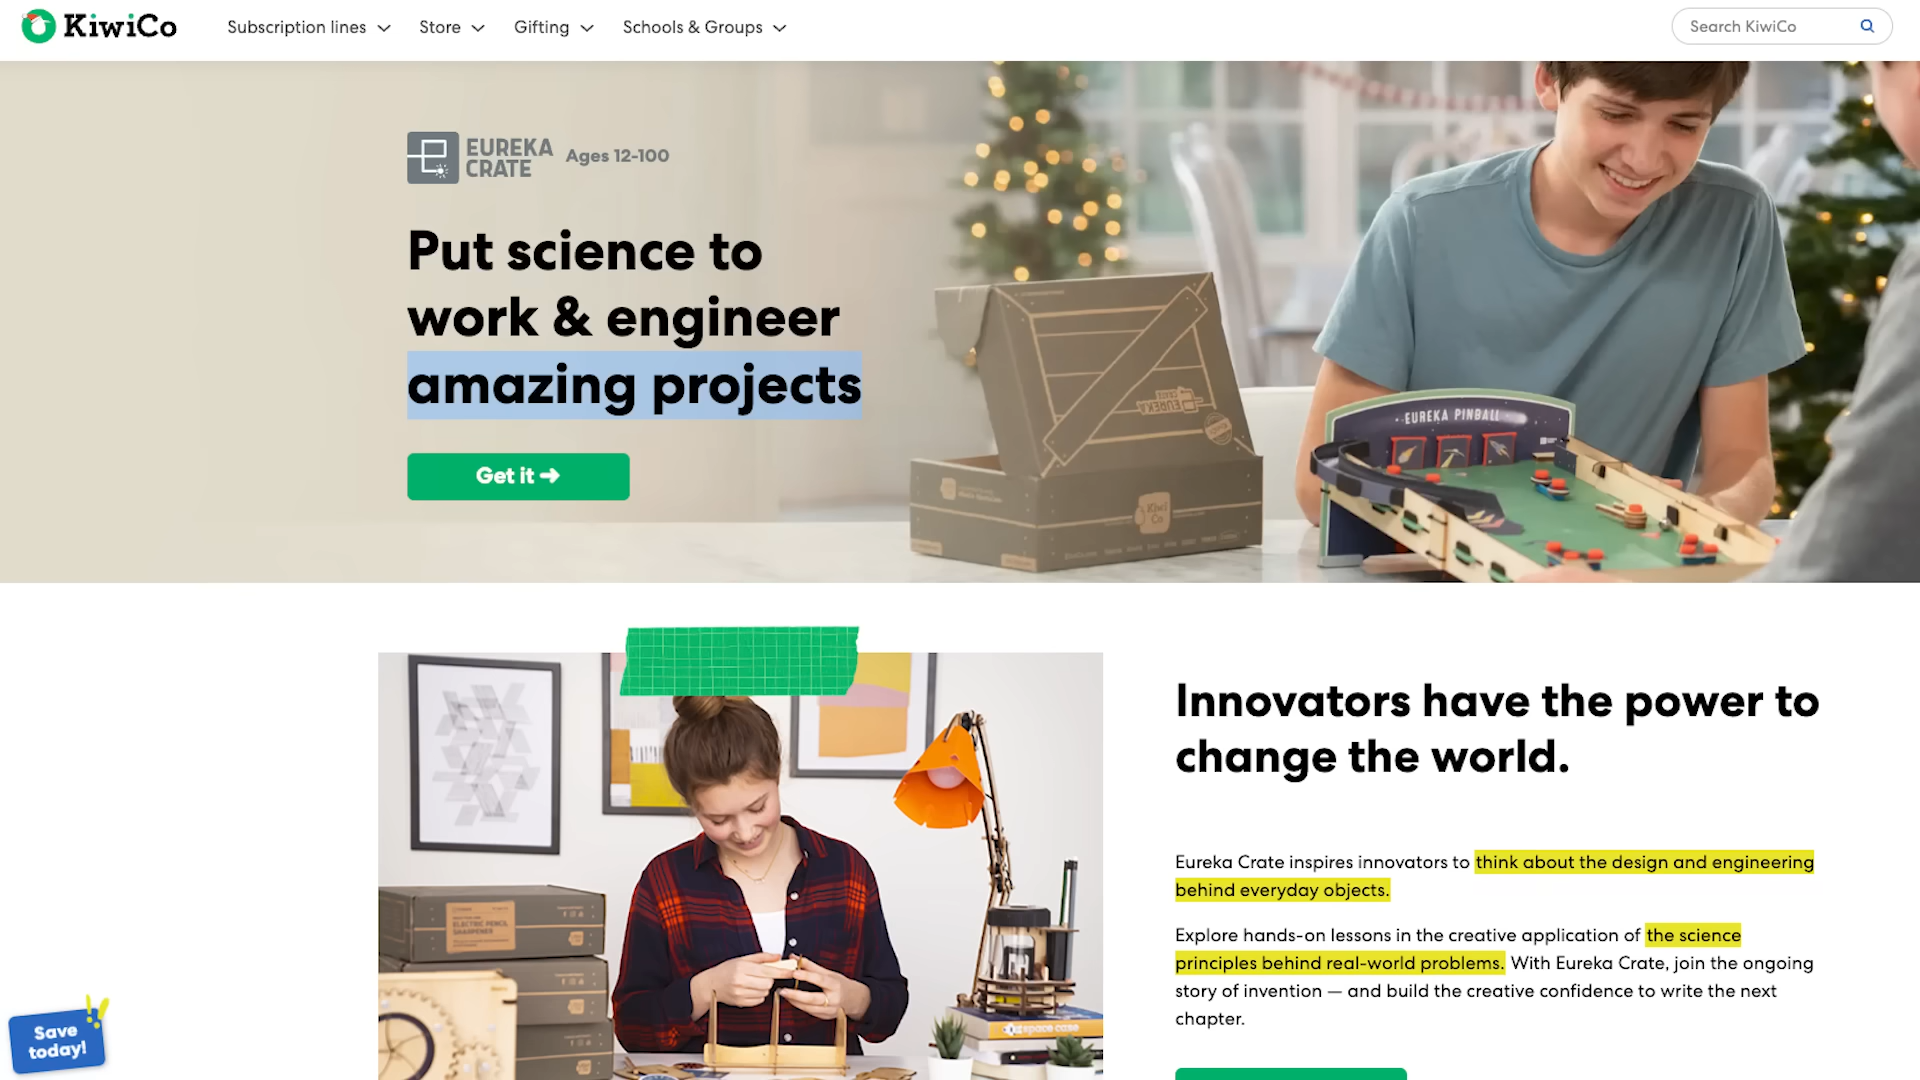 KiwiCo
Subscription lines
Store
Gifting
Schools & Groups
Search KiwiCo
EUREKA
CRATE
Ages 12-100
Put science to
work & engineer
amazing projects
Get it
EUREKA
CRATE
Kiwi
Co
EUREKA PINBALL
Innovators have the power to
change the world.
Eureka Crate inspires innovators to think about the design and engineering
behind everyday objects.
Explore hands-on lessons in the creative application of the science
principles behind real-world problems. With Eureka Crate, join the ongoing
story of invention — and build the creative confidence to write the next
chapter.
ELECTRIC PENCIL
SHARPENER
space case
Save
today!